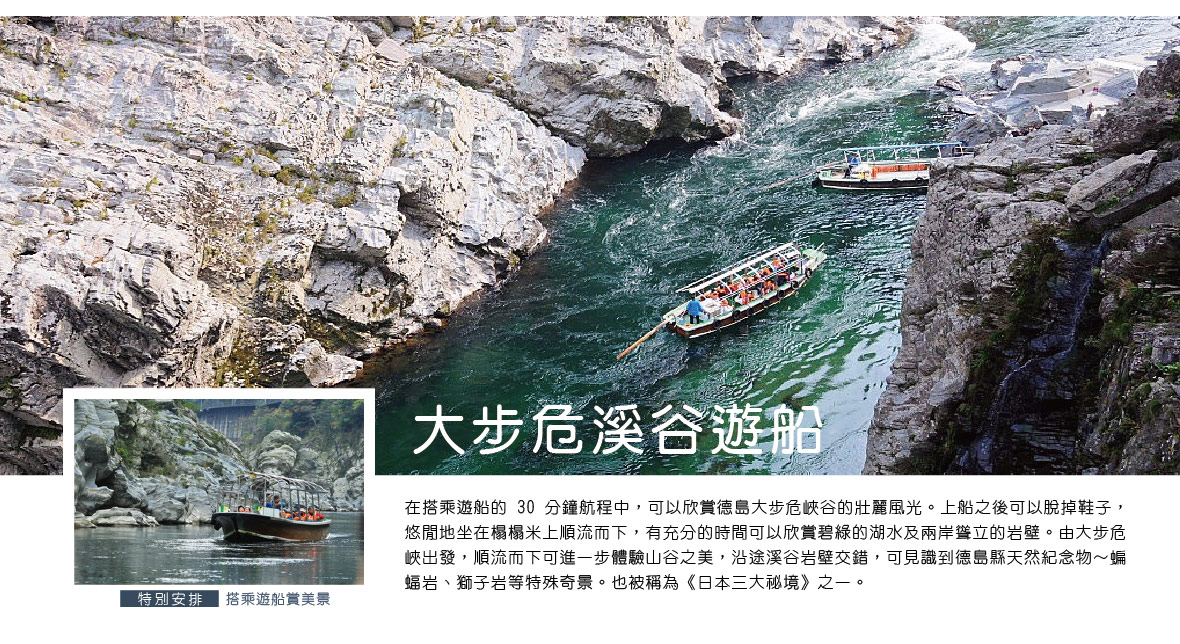 大步危溪谷遊船
在搭乘遊船的 30 分鐘航程中，可以欣賞德島大步危峽谷的壯麗風光。上船之後可以脫掉鞋子，
悠閒地坐在榻榻米上順流而下，有充分的時間可以欣賞碧綠的湖水及兩岸聳立的岩壁。由大步危
峽出發，順流而下可進一步體驗山谷之美，沿途溪谷岩壁交錯，可見識到德島縣天然紀念物～蝙
蝠岩、獅子岩等特殊奇景。也被稱為《日本三大祕境》之一。
特別安排 搭乘遊船賞美景